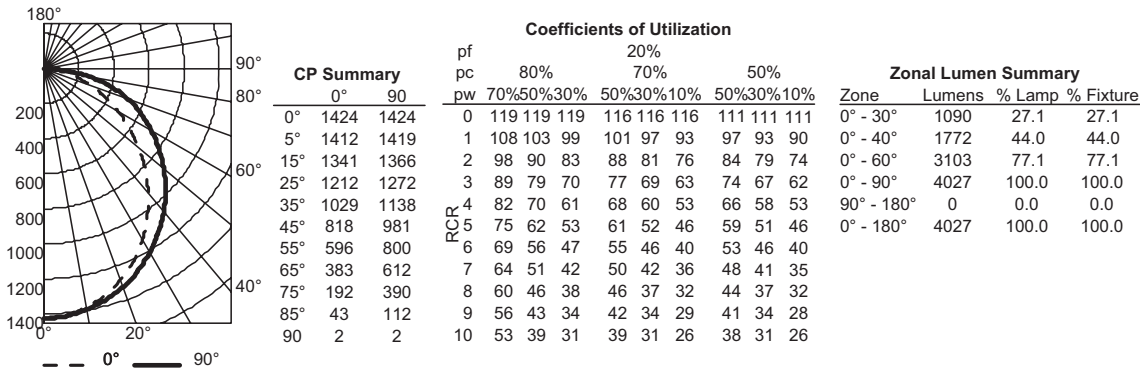 180°
90°
80°
60°
40°
20°
0°
200
400
600
800
1000
1200
1400
0° 90°
CP Summary
0° 90
0° 1424 1424
5° 1412 1419
15° 1341 1366
25° 1212 1272
35° 1029 1138
45° 818 981
55° 596 800
65° 383 612
75° 192 390
85° 43 112
90 2 2
Coefficients of Utilization
pf 20%
pc 80% 70% 50%
pw 70%50%30% 50%30%10% 50%30%10%
RCR
0 119 119 119 116 116 116 111 111 111
1 108 103 99 101 97 93 97 93 90
2 98 90 83 88 81 76 84 79 74
3 89 79 70 77 69 63 74 67 62
4 82 70 61 68 60 53 66 58 53
5 75 62 53 61 52 46 59 51 46
6 69 56 47 55 46 40 53 46 40
7 64 51 42 50 42 36 48 41 35
8 60 46 38 46 37 32 44 37 32
9 56 43 34 42 34 29 41 34 28
10 53 39 31 39 31 26 38 31 26
Zonal Lumen Summary
Zone Lumens % Lamp % Fixture
0° - 30° 1090 27.1 27.1
0° - 40° 1772 44.0 44.0
0° - 60° 3103 77.1 77.1
0° - 90° 4027 100.0 100.0
90° - 180° 0 0.0 0.0
0° - 180° 4027 100.0 100.0